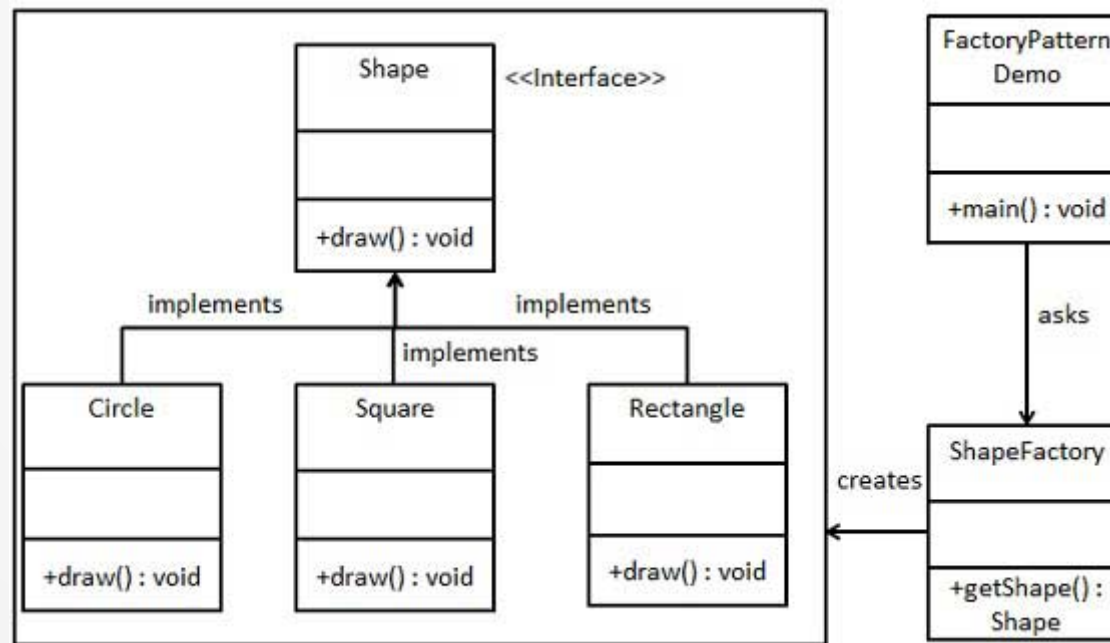 Shape
<<Interface>>
+draw() : void
implements
implements
implements
Circle
+draw() : void
Square
+draw() : void
Rectangle
+draw() : void
FactoryPattern
Demo
+main() : void
asks
ShapeFactory
+getShape() :
Shape
creates